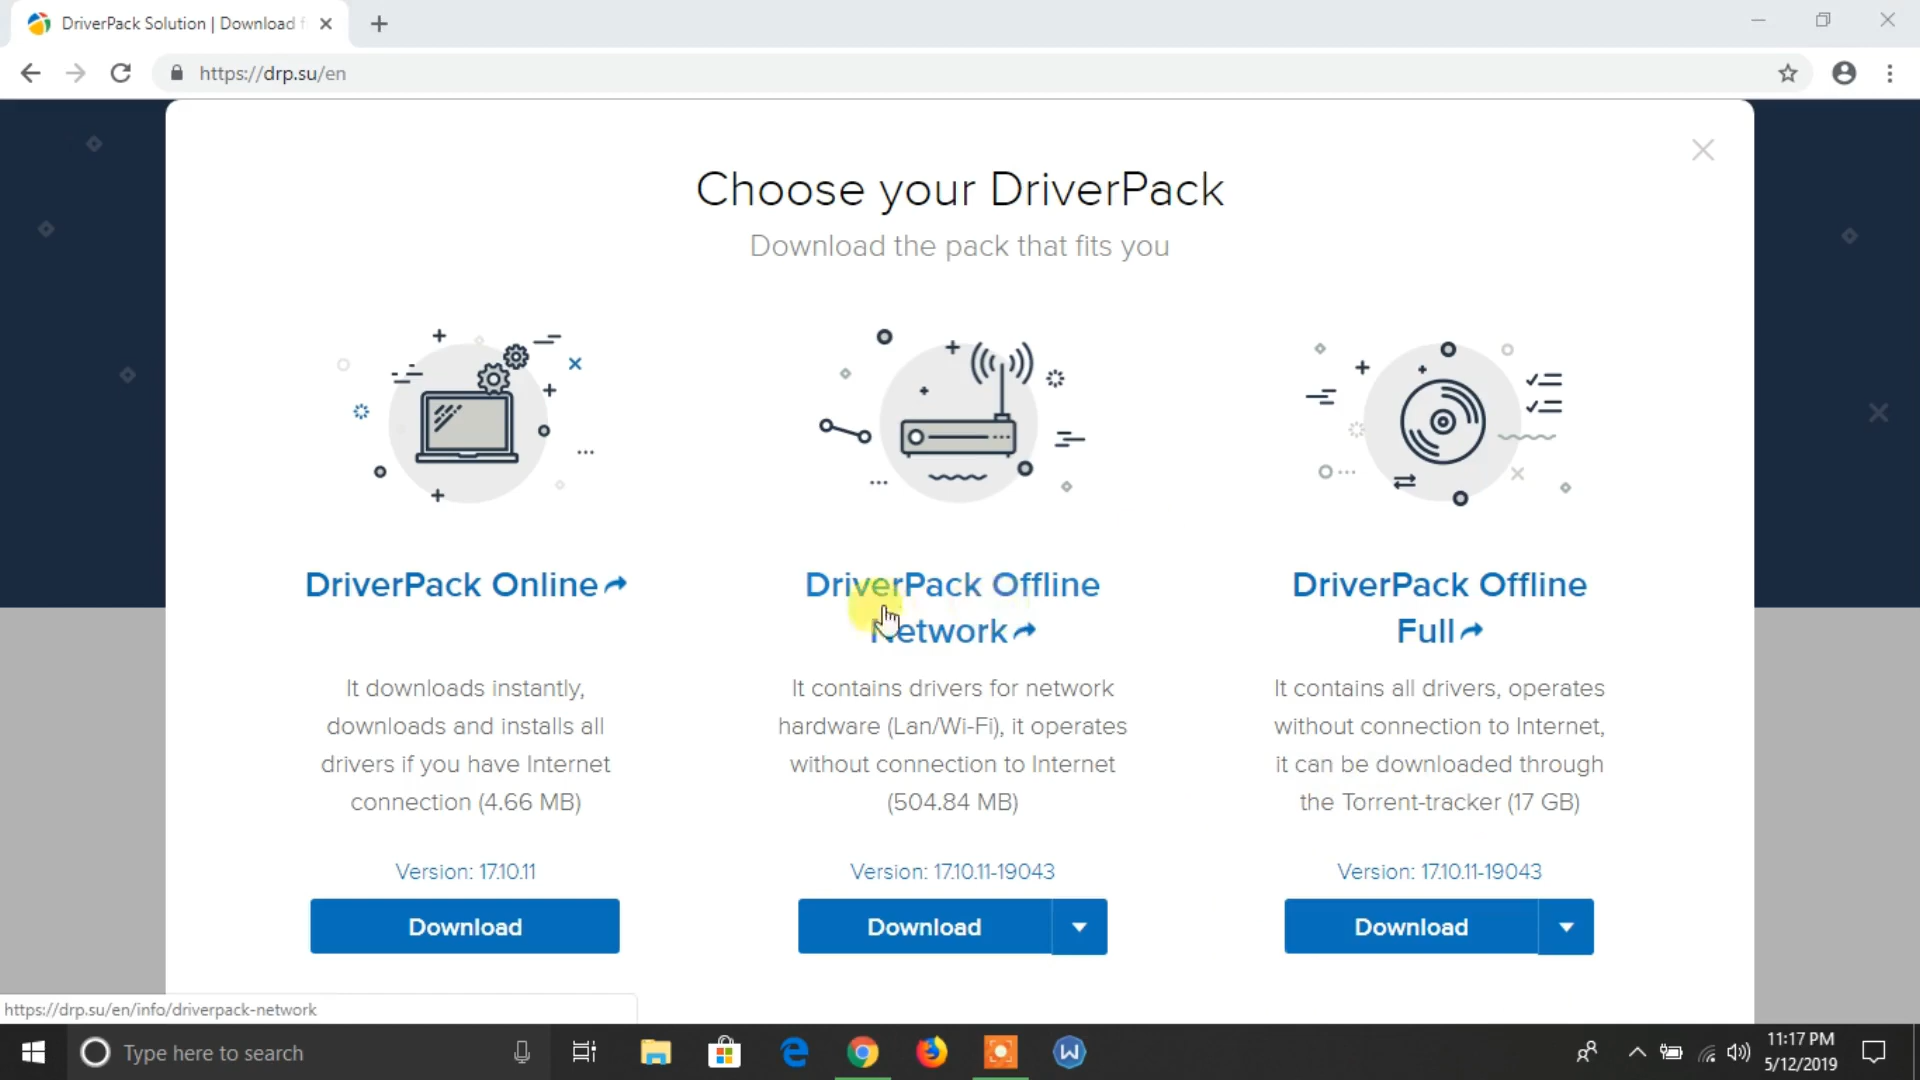 DriverPack Solution | Download f
https://drp.su/en
Choose your DriverPack
Download the pack that fits you
DriverPack Online
It downloads instantly,
downloads and installs all
drivers if you have Internet
connection (4.66 MB)
Version: 17.10.11
Download
DriverPack Offline
Network
It contains drivers for network
hardware (Lan/Wi-Fi), it operates
without connection to Internet
(504.84 MB)
Version: 17.10.11-19043
Download
DriverPack Offline
Full
It contains all drivers, operates
without connection to Internet,
it can be downloaded through
the Torrent-tracker (17 GB)
Version: 17.10.11-19043
Download
https://drp.su/en/info/driverpack-network
Type here to search
11:17 PM
5/12/2019